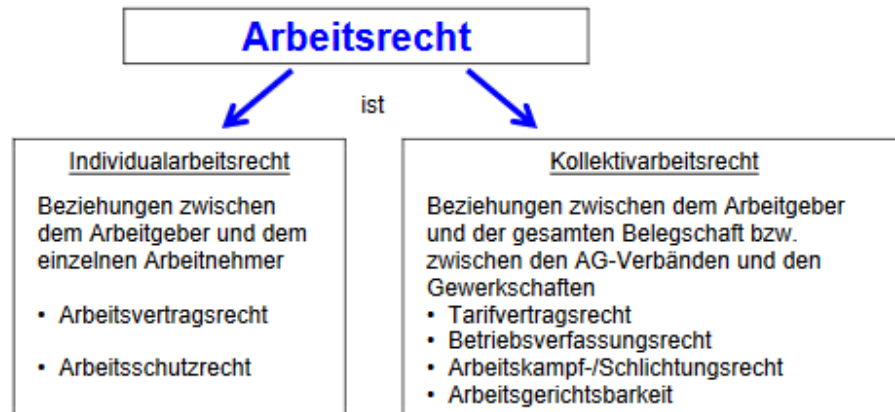 Arbeitsrecht
ist
Individualarbeitsrecht
Beziehungen zwischen
dem Arbeitgeber und dem
einzelnen Arbeitnehmer
• Arbeitsvertragsrecht
• Arbeitsschutzrecht
Kollektivarbeitsrecht
Beziehungen zwischen dem Arbeitgeber
und der gesamten Belegschaft bzw.
zwischen den AG-Verbänden und den
Gewerkschaften
• Tarifvertragsrecht
• Betriebsverfassungsrecht
• Arbeitskampf-/Schlichtungsrecht
• Arbeitsgerichtsbarkeit